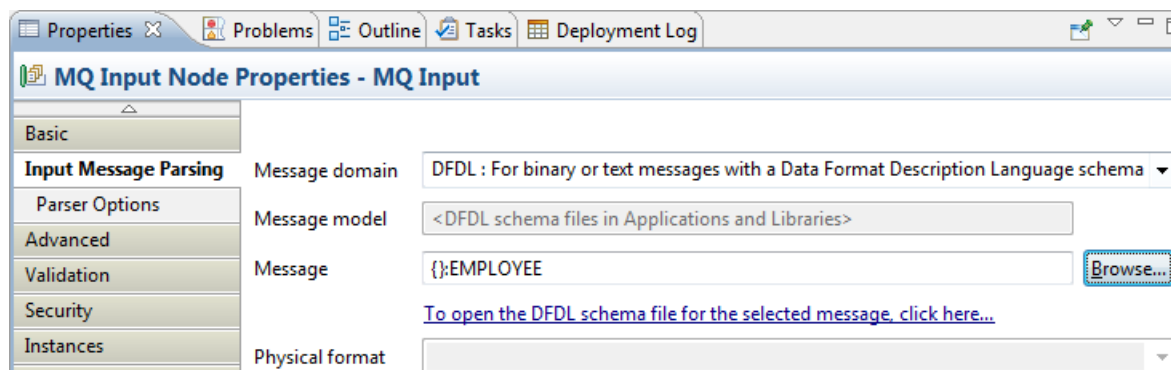 Properties Problems Outline Tasks Deployment Log
MQ Input Node Properties - MQ Input
Basic
Input Message Parsing
Message domain DFDL : For binary or text messages with a Data Format Description Language schema
Parser Options
Message model <DFDL schema files in Applications and Libraries>
Advanced
Validation
Message {}:EMPLOYEE Browse...
Security
To open the DFDL schema file for the selected message, click here...
Instances
Physical format